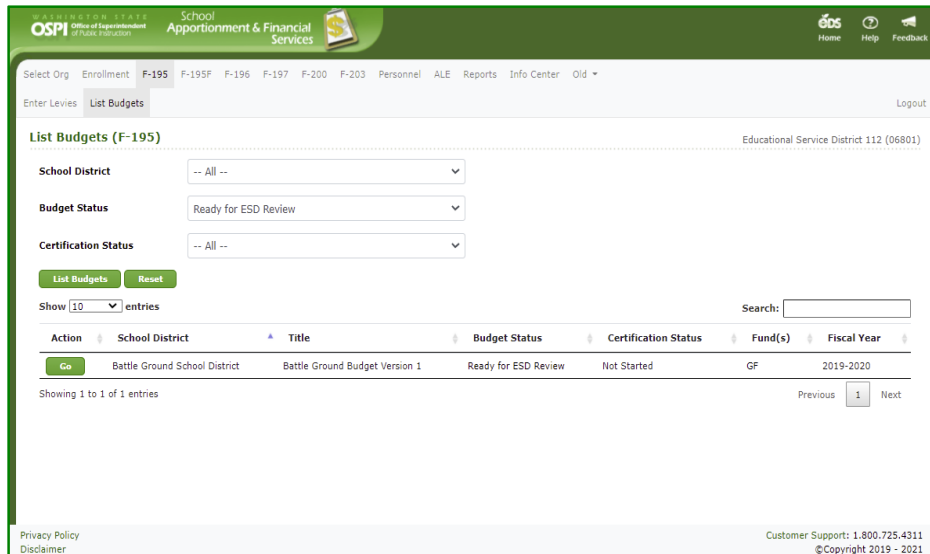 WASHINGTON STATE
OSPI Office of Superintendent of Public Instruction
School
Apportionment & Financial
Services
eds
Home Help Feedback
Select Org Enrollment F-195 F-195F F-196 F-197 F-200 F-203 Personnel ALE Reports Info Center Old
Enter Levies List Budgets Logout
List Budgets (F-195) Educational Service District 112 (06801)
School District -- All --
Budget Status Ready for ESD Review
Certification Status -- All --
List Budgets Reset
Show 10 entries Search:
Action School District Title Budget Status Certification Status Fund(s) Fiscal Year
Go Battle Ground School District Battle Ground Budget Version 1 Ready for ESD Review Not Started GF 2019-2020
Showing 1 to 1 of 1 entries Previous 1 Next
Privacy Policy Customer Support: 1.800.725.4311
Disclaimer ©Copyright 2019 - 2021